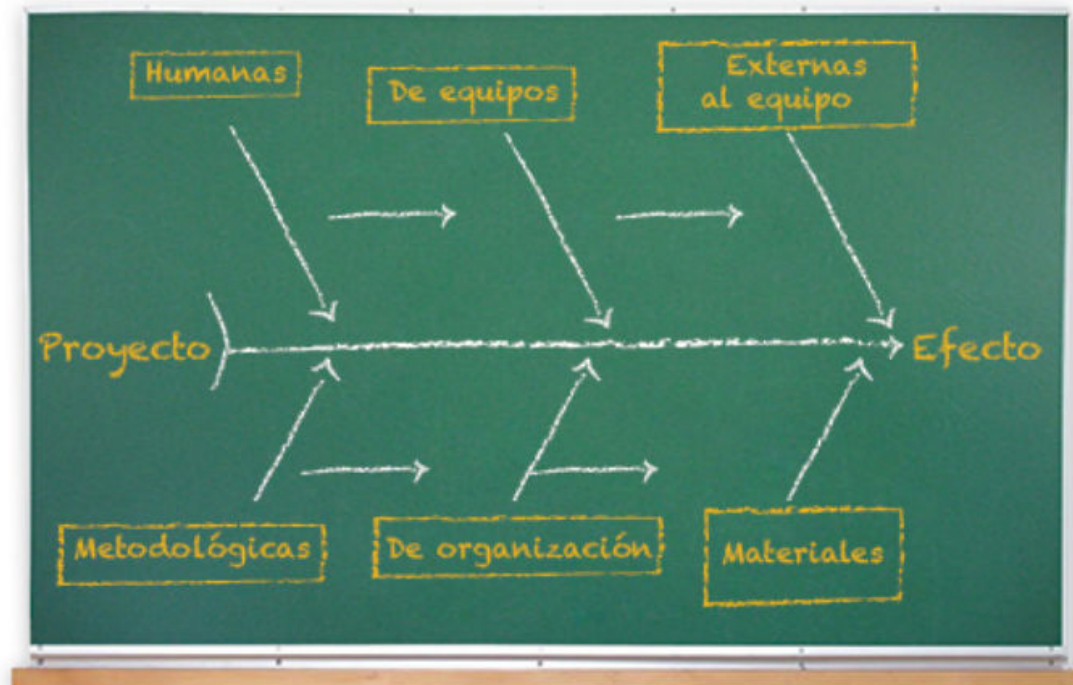 Humanas
De equipos
Externas
al equipo
Proyecto
Efecto
Metodológicas
De organización
Materiales